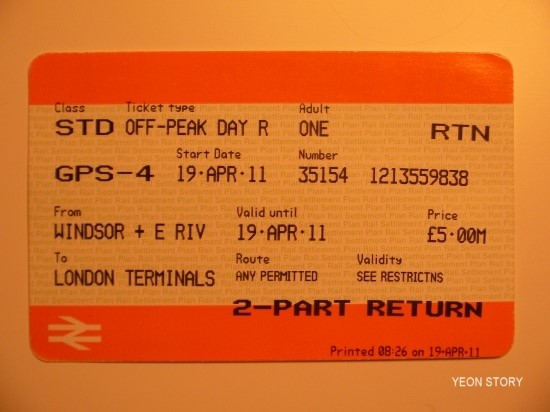 Class Ticket type Adult
STD OFF-PEAK DAY R ONE RTN
Start Date Number
GPS-4 19·APR·11 35154 1213559838
From Valid until Price
WINDSOR + E RIV 19·APR·11 £5·00M
To Route Validity
LONDON TERMINALS ANY PERMITTED SEE RESTRICTNS
2-PART RETURN
Printed 08:26 on 19·APR·11
YEON STORY